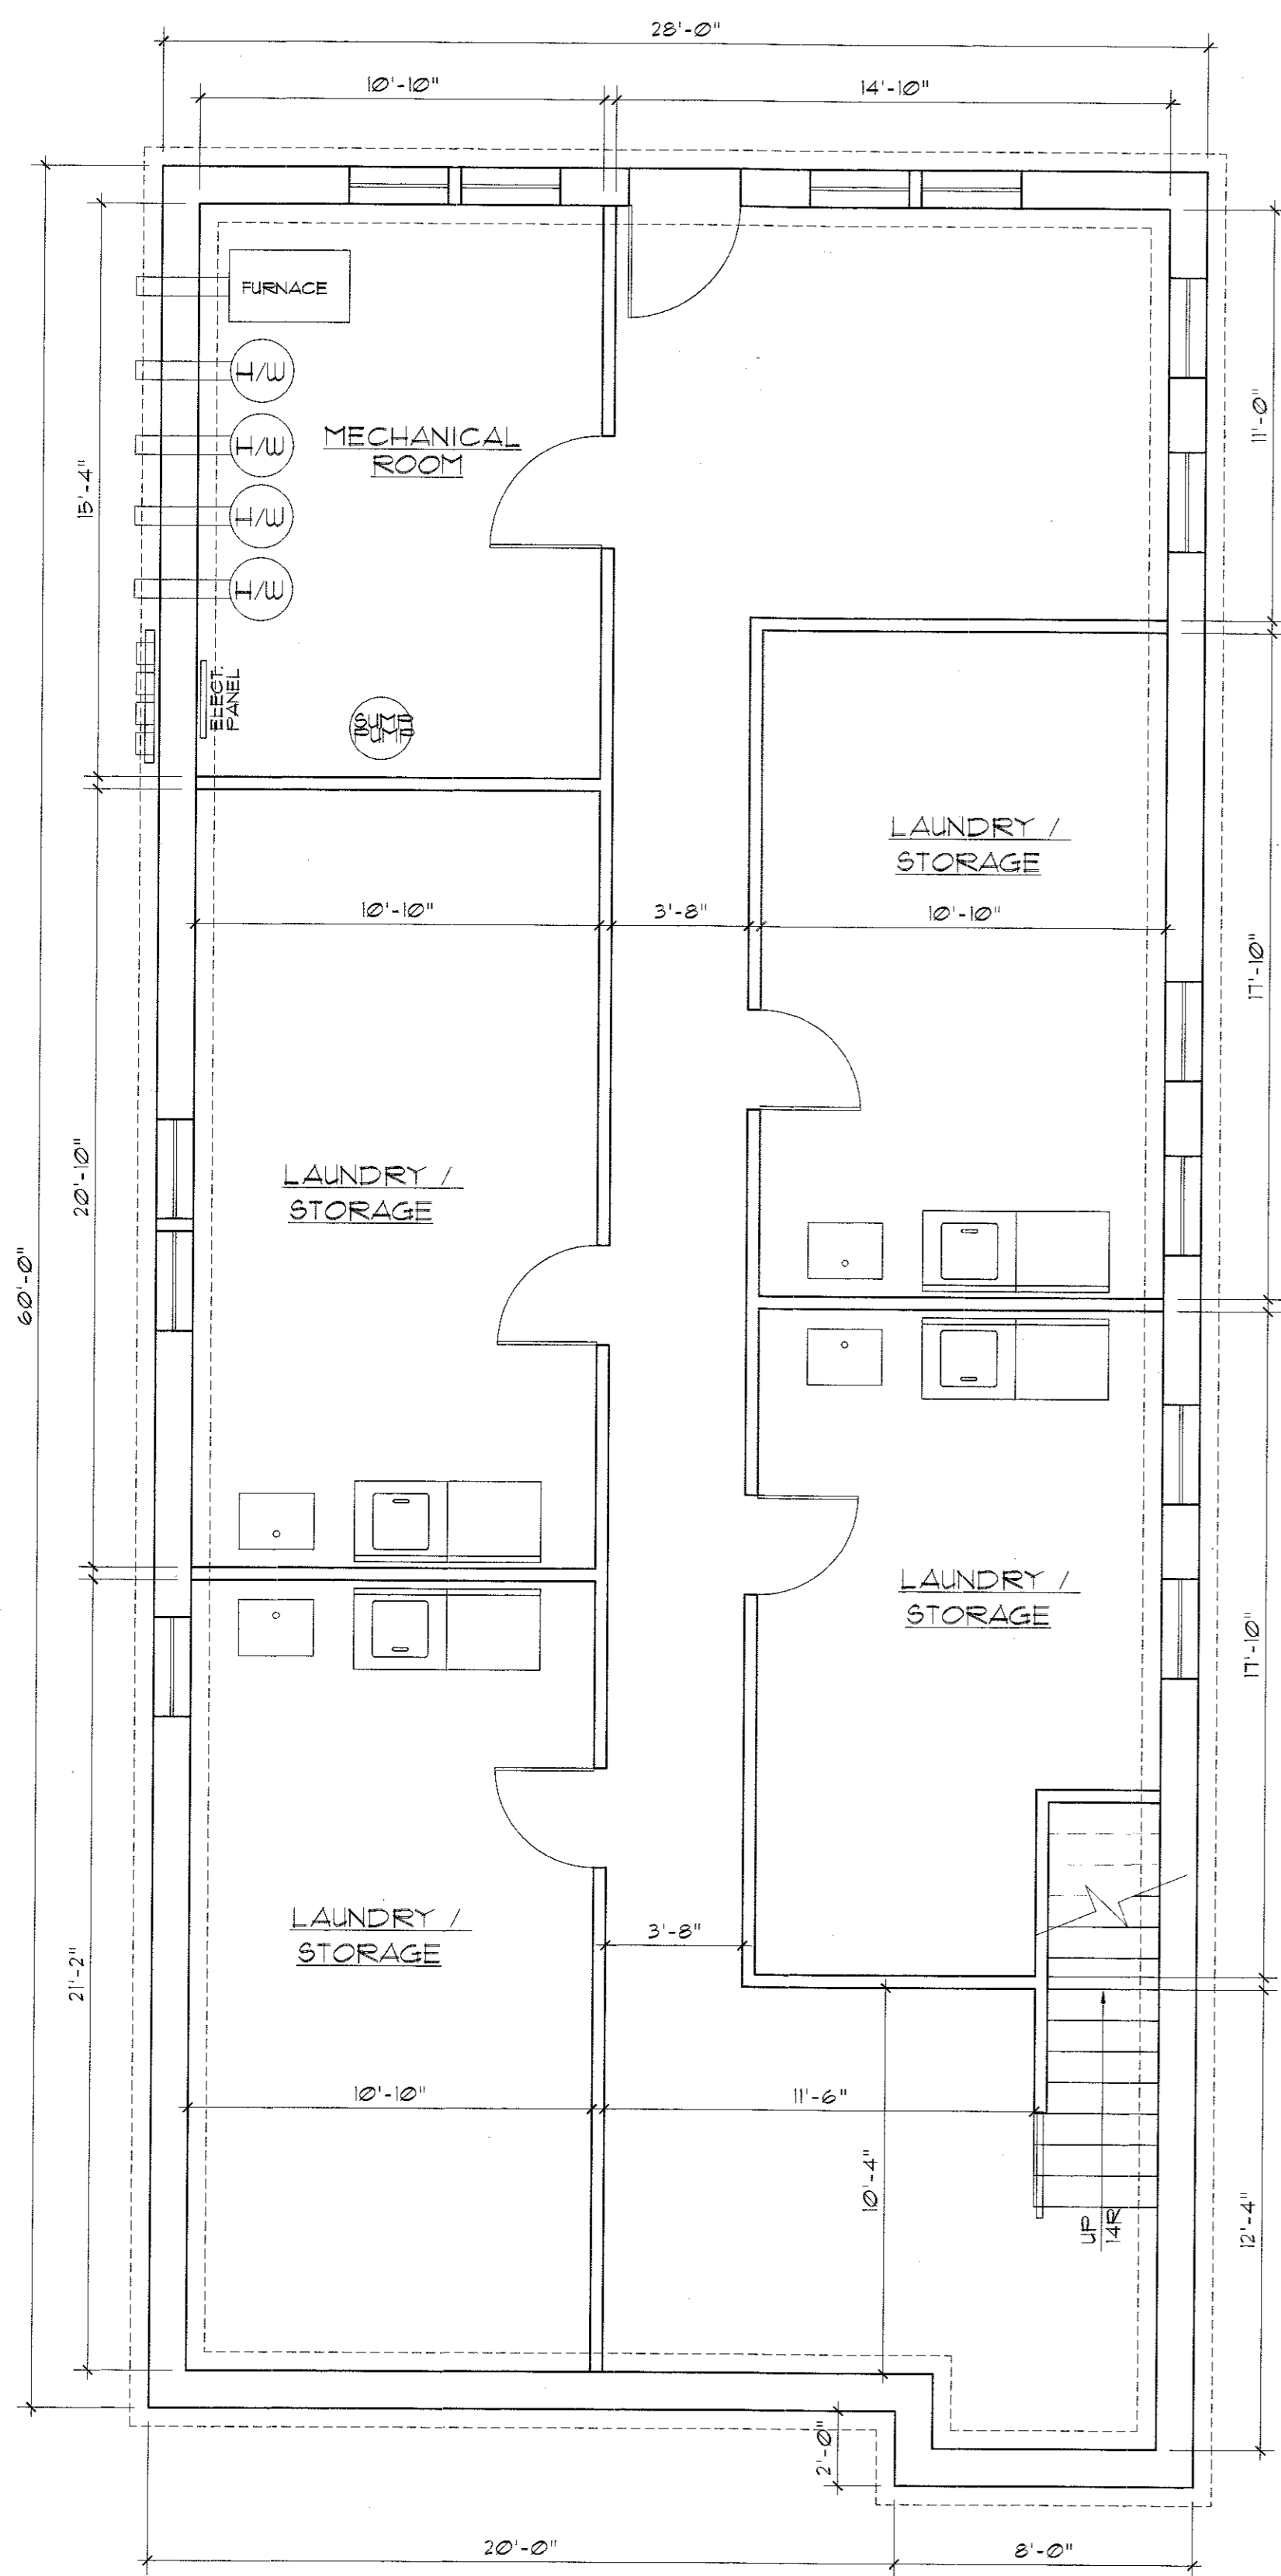 28'-0"
10'-10"
14'-10"
FURNACE
H/W
H/W
H/W
H/W
MECHANICAL
ROOM
15'-4"
11'-0"
ELECT.
PANEL
SUMP
PUMP
LAUNDRY /
STORAGE
10'-10"
3'-8"
10'-10"
17'-10"
LAUNDRY /
STORAGE
20'-10"
60'-0"
LAUNDRY /
STORAGE
17'-10"
LAUNDRY /
STORAGE
3'-8"
21'-2"
10'-10"
11'-6"
10'-4"
UP
14R
12'-4"
2'-0"
20'-0"
8'-0"